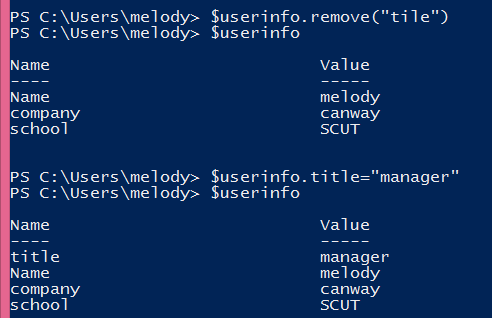 PS C:\Users\melody> $userinfo.remove("tile")
PS C:\Users\melody> $userinfo
Name Value
---- -----
Name melody
company canway
school SCUT
PS C:\Users\melody> $userinfo.title="manager"
PS C:\Users\melody> $userinfo
Name Value
---- -----
title manager
Name melody
company canway
school SCUT